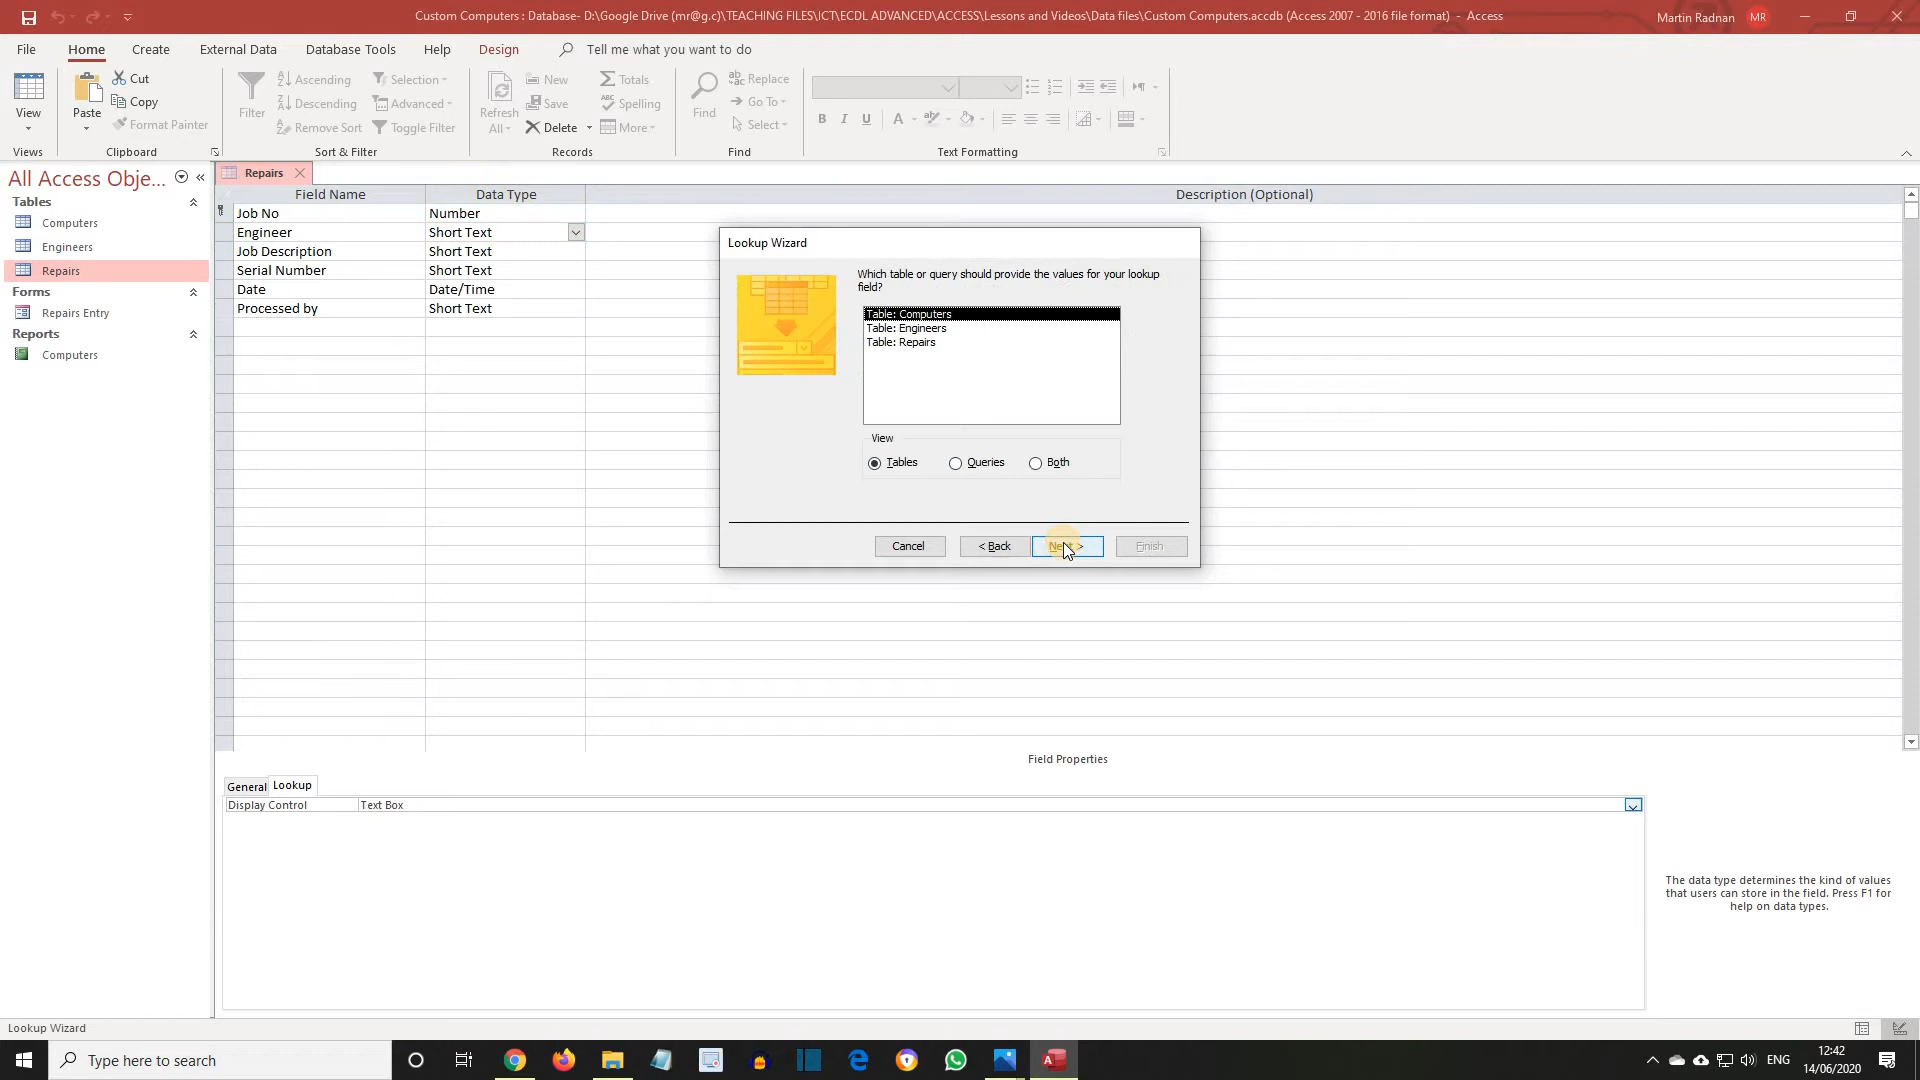 Custom Computers : Database- D:\Google Drive (mr@g.c)\TEACHING FILES\ICT\ECDL ADVANCED\ACCESS\Lessons and Videos\Data files\Custom Computers.accdb (Access 2007 - 2016 file format) - Access
Martin Radnan MR
File Home Create External Data Database Tools Help Design Tell me what you want to do
View
Views
Paste
Cut
Copy
Format Painter
Clipboard
Filter
Ascending
Descending
Remove Sort
Selection
Advanced
Toggle Filter
Sort & Filter
Refresh
All
New
Save
Delete
Totals
Spelling
More
Records
Find
Replace
Go To
Select
Find
B I U A
Text Formatting
All Access Obje...
Tables
Computers
Engineers
Repairs
Forms
Repairs Entry
Reports
Computers
Repairs
Field Name Data Type Description (Optional)
Job No Number
Engineer Short Text
Job Description Short Text
Serial Number Short Text
Date Date/Time
Processed by Short Text
Lookup Wizard
Which table or query should provide the values for your lookup
field?
Table: Computers
Table: Engineers
Table: Repairs
View
Tables Queries Both
Cancel < Back Next > Finish
Field Properties
General Lookup
Display Control Text Box
The data type determines the kind of values
that users can store in the field. Press F1 for
help on data types.
Lookup Wizard
Type here to search
ENG
12:42
14/06/2020